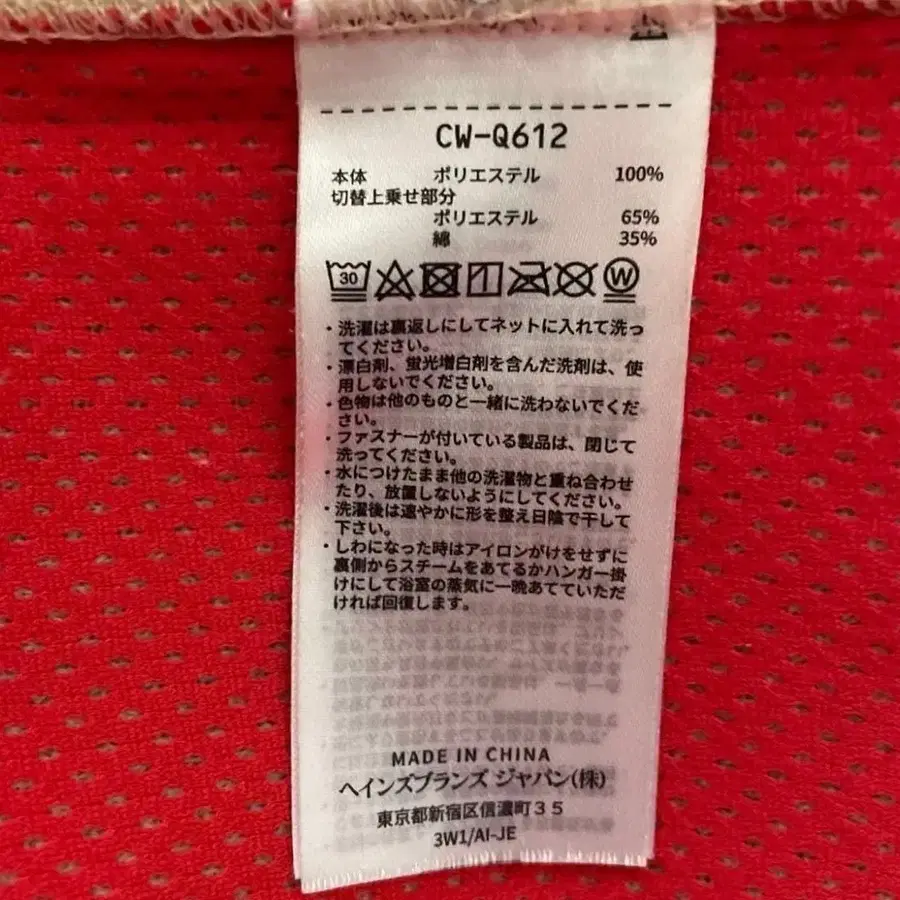 CW-Q612
本体 ポリエステル 100%
切替上乗せ部分
ポリエステル 65%
綿 35%
30 W
・洗濯は裏返しにしてネットに入れて洗っ
てください。
・漂白剤、蛍光増白剤を含んだ洗剤は、使
用しないでください。
・色物は他のものと一緒に洗わないでくだ
さい。
・ファスナーが付いている製品は、閉じて
洗ってください。
・水につけたまま他の洗濯物と重ね合わせ
たり、放置しないようにしてください。
・洗濯後は速やかに形を整え日陰で干して
下さい。
・しわになった時はアイロンがけをせずに
裏側からスチームをあてるかハンガー掛
けにして浴室の蒸気に一晩あてていただ
ければ回復します。
MADE IN CHINA
ヘインズブランズ ジャパン(株)
東京都新宿区信濃町35
3W1/AI-JE